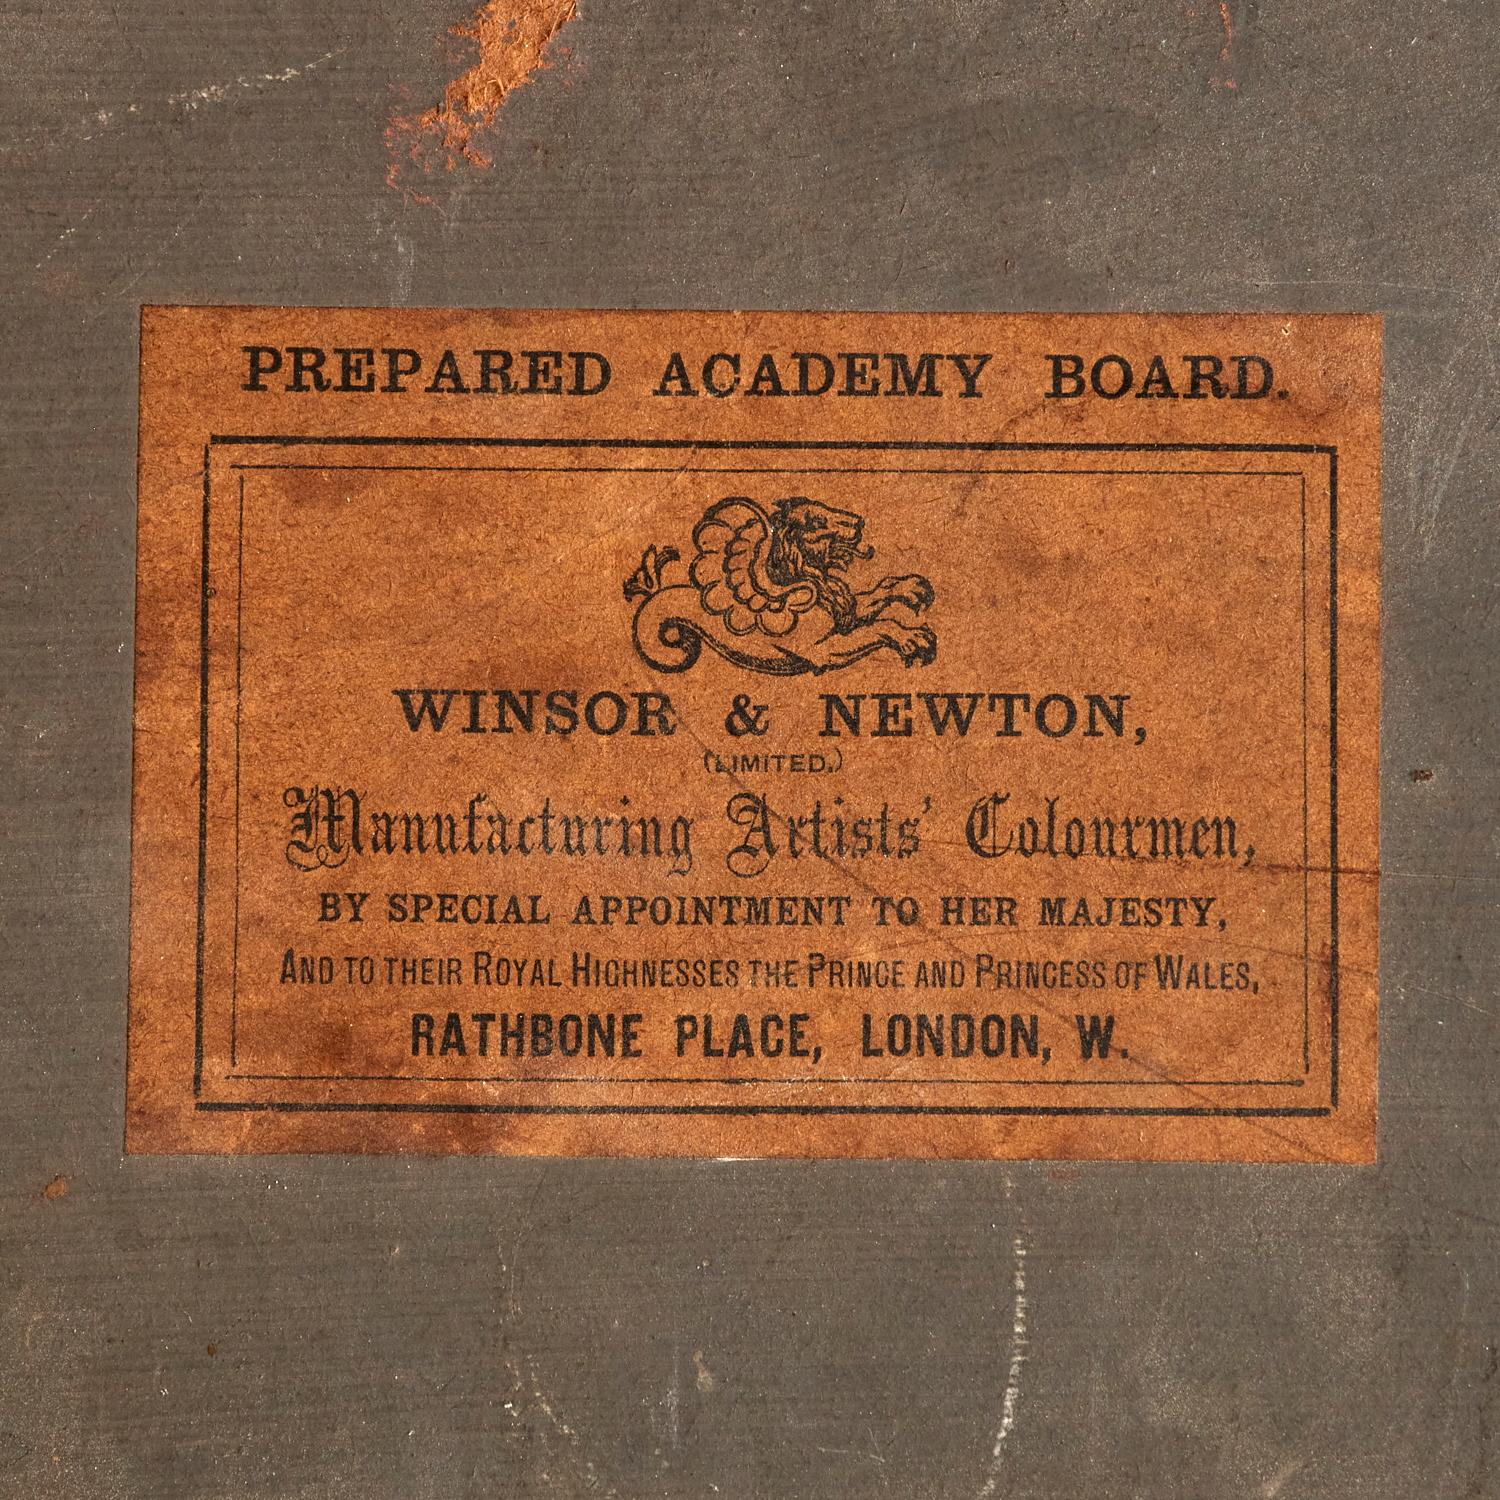 PREPARED ACADEMY BOARD.
WINSOR & NEWTON,
(LIMITED,)
Manufacturing Artists' Colourmen,
BY SPECIAL APPOINTMENT TO HER MAJESTY,
AND TO THEIR ROYAL HIGHNESSES THE PRINCE AND PRINCESS OF WALES,
RATHBONE PLACE, LONDON, W.